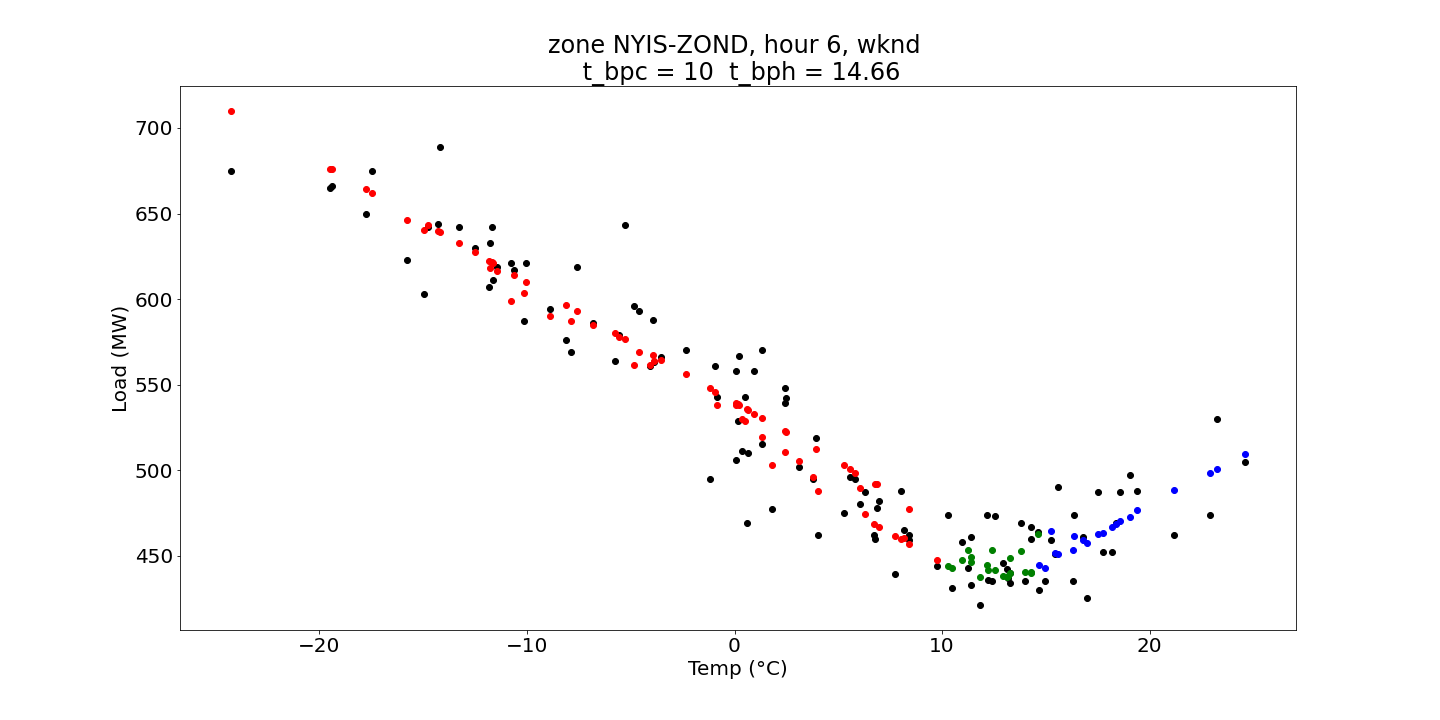 zone NYIS-ZOND, hour 6, wknd
t_bpc = 10  t_bph = 14.66
700
650
600
550
500
450
Load (MW)
−20
−10
0
10
20
Temp (°C)